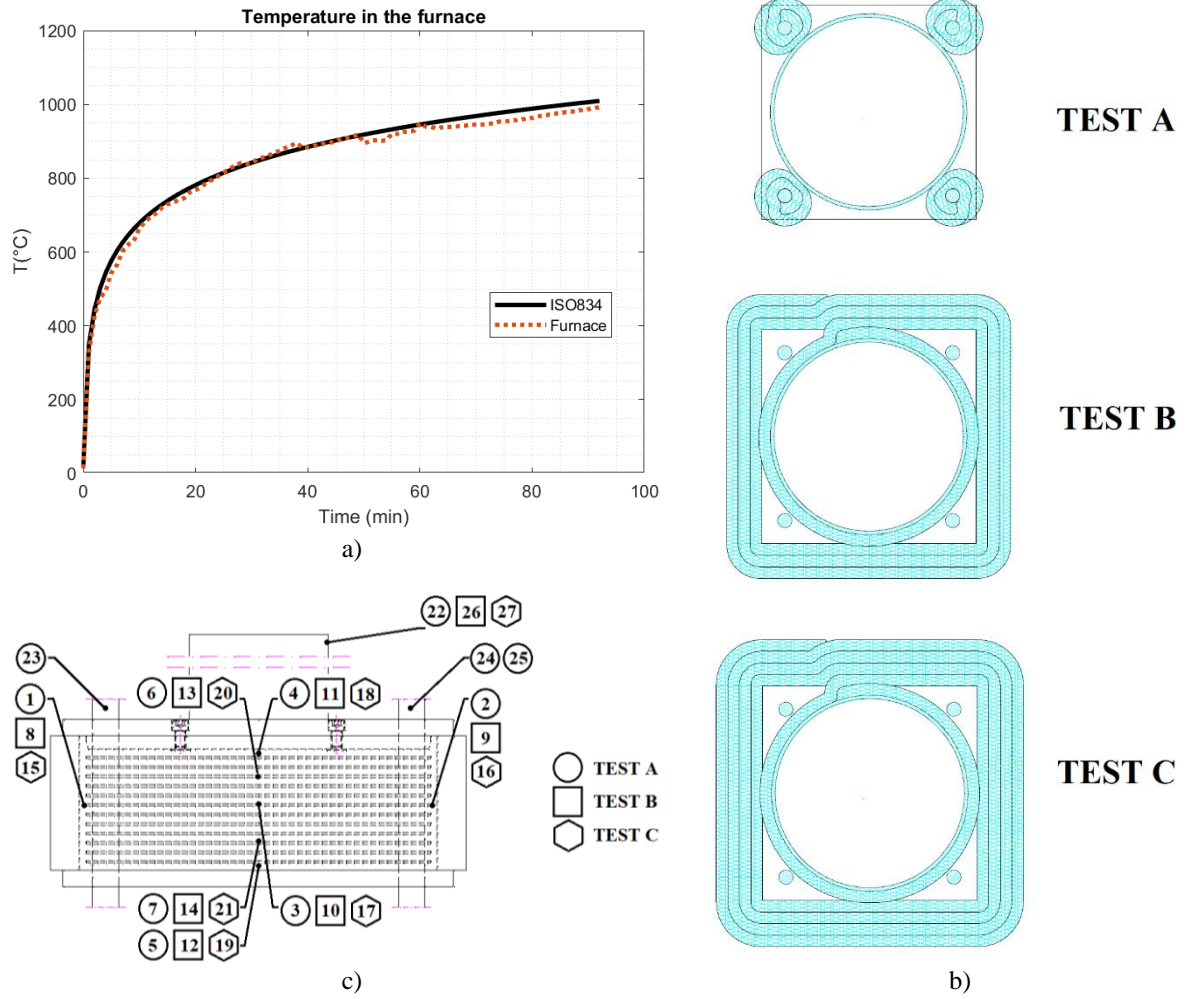 Temperature in the furnace
1200
1000
800
600
400
200
0
T(°C)
0 20 40 60 80 100
Time (min)
ISO834
Furnace
a)
TEST A
TEST B
TEST C
b)
22 26 27
23
24 25
1
6 13 20
4 11 18
2
8
9
15
16
TEST A
TEST B
TEST C
7 14 21
3 10 17
5 12 19
c)